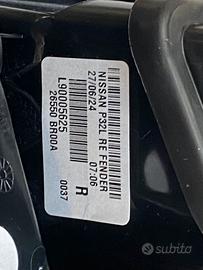 NISSAN P32L RE FENDER
27/06/24 07:06
L90005625 R
26550 BR00A 0037
subito